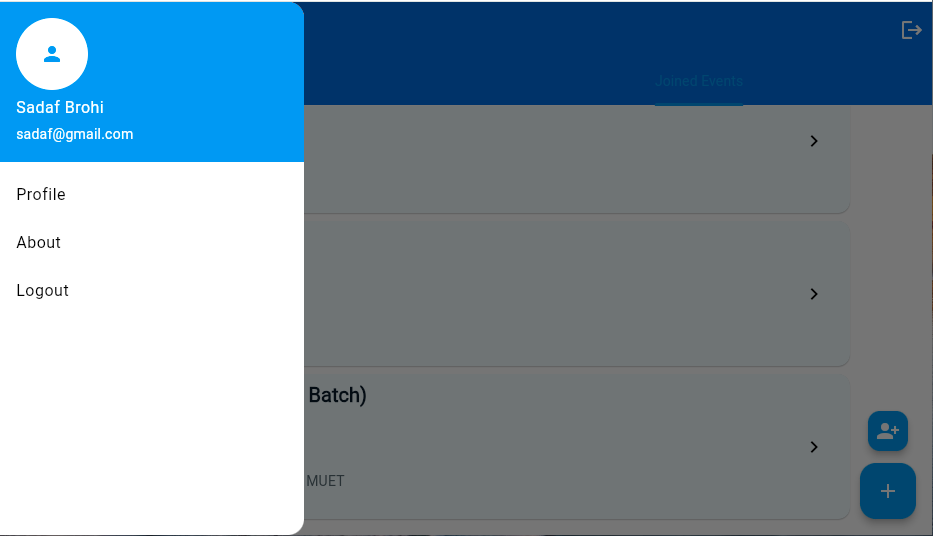 Sadaf Brohi
sadaf@gmail.com
Profile
About
Logout
Joined Events
Batch)
MUET